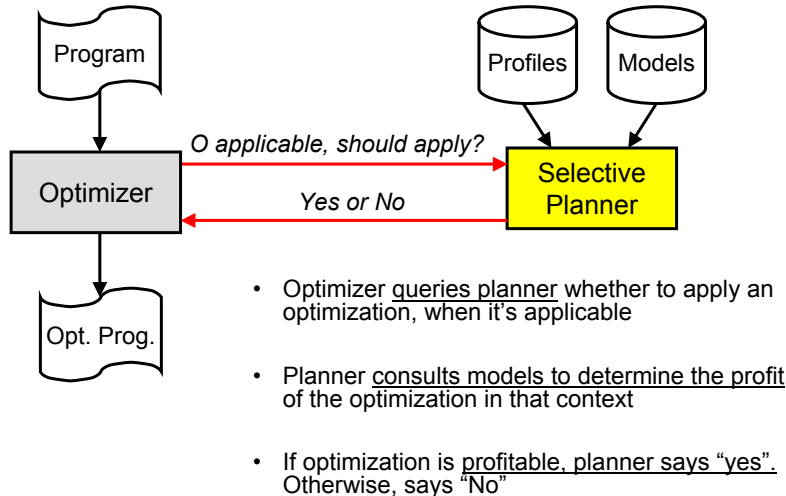 Program
Profiles
Models
O applicable, should apply?
Optimizer
Selective
Planner
Yes or No
Opt. Prog.
• Optimizer queries planner whether to apply an
optimization, when it’s applicable
• Planner consults models to determine the profit
of the optimization in that context
• If optimization is profitable, planner says “yes”.
Otherwise, says “No”